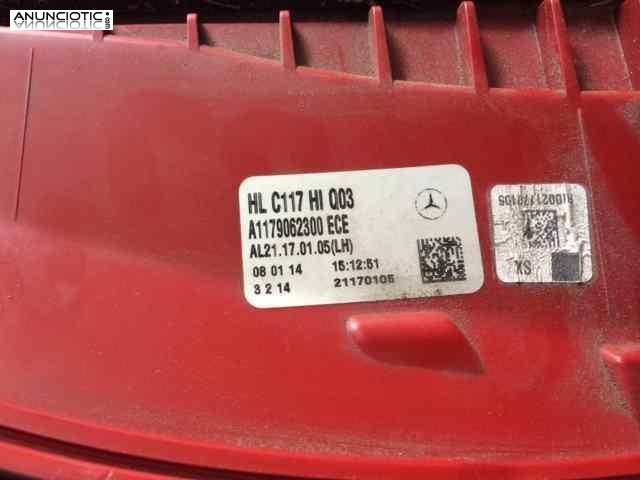 ANUNCIOTIC.com
HL C117 HI Q03
A1179062300 ECE
AL21.17.01.05(LH)
08 01 14 15:12:51
3 2 14 21170105
SX